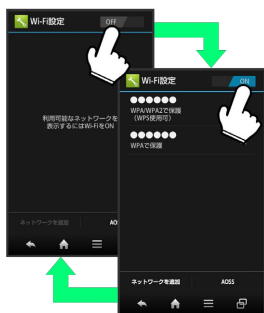 Wi-Fi設定
OFF
利用可能なネットワークを
表示するにはWi-FiをON
ネットワークを追加
AO
Wi-Fi設定
ON
●●●●●●
WPA/WPA2で保護
（WPS使用可）
●●●●●●
WPAで保護
ネットワークを追加
AOSS